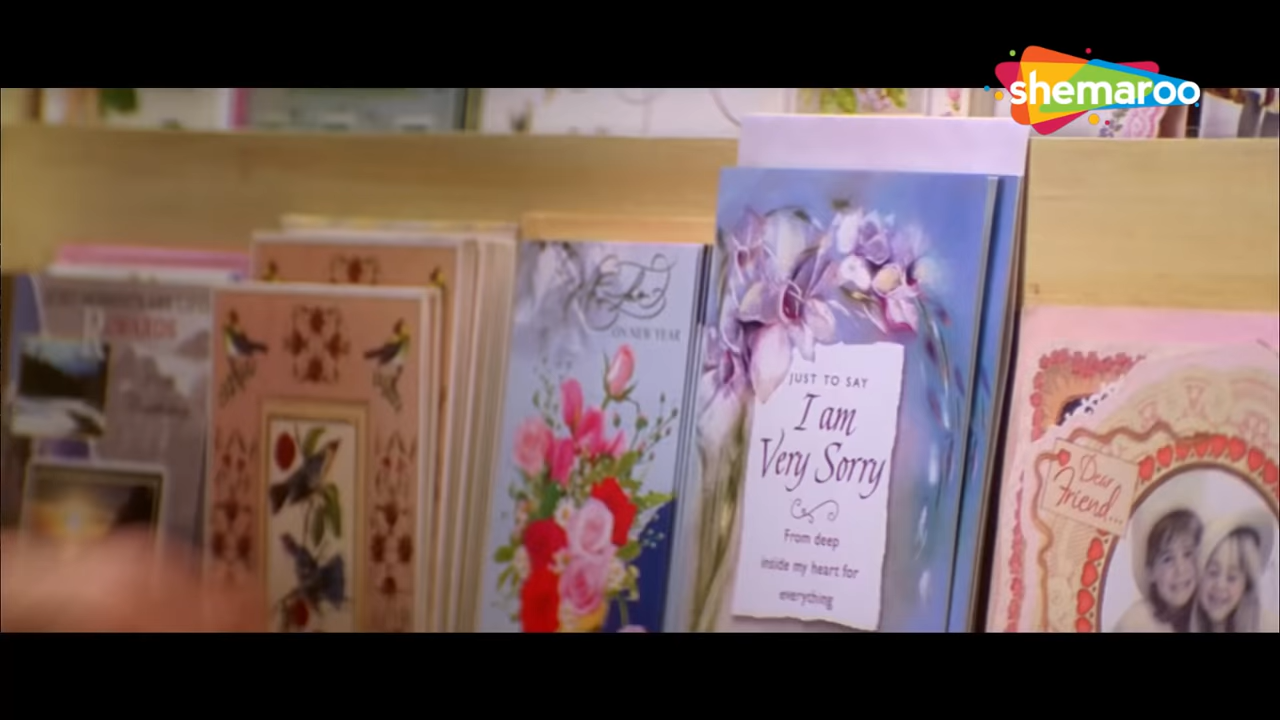 shemaroo
REWARDS
ON NEW YEAR
JUST TO SAY
I am
Very Sorry
From deep
inside my heart for
everything
Dear
Friend...